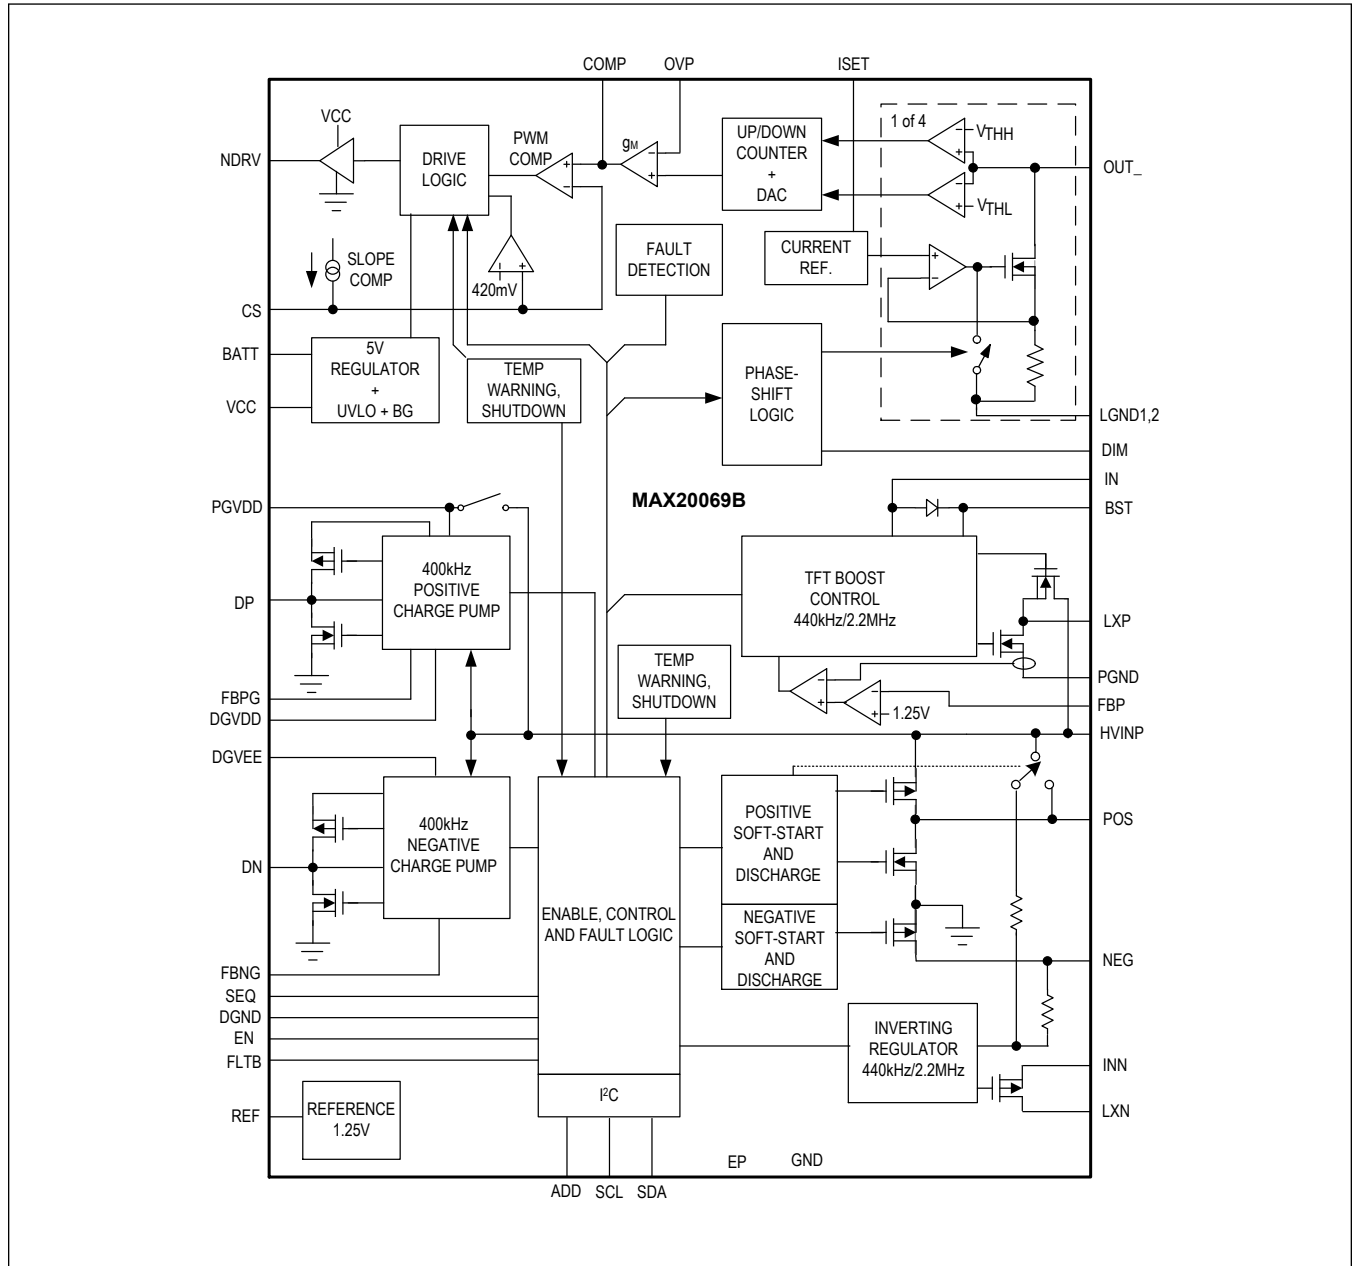 COMP
OVP
ISET
VCC
NDRV
DRIVE
LOGIC
PWM
COMP
+
−
gM
−
+
UP/DOWN
COUNTER
+
DAC
1 of 4
−
+
VTHH
−
+
VTHL
OUT_
SLOPE
COMP
−
+
420mV
FAULT
DETECTION
CURRENT
REF.
+
−
CS
BATT
VCC
5V
REGULATOR
+
UVLO + BG
TEMP
WARNING,
SHUTDOWN
PHASE-
SHIFT
LOGIC
LGND1,2
DIM
IN
BST
PGVDD
MAX20069B
400kHz
POSITIVE
CHARGE PUMP
DP
TFT BOOST
CONTROL
440kHz/2.2MHz
LXP
PGND
FBP
HVINP
TEMP
WARNING,
SHUTDOWN
−
+
−
+
1.25V
FBPG
DGVDD
DGVEE
400kHz
NEGATIVE
CHARGE PUMP
DN
POSITIVE
SOFT-START
AND
DISCHARGE
POS
ENABLE, CONTROL
AND FAULT LOGIC
NEGATIVE
SOFT-START
AND
DISCHARGE
NEG
FBNG
SEQ
DGND
EN
FLTB
INVERTING
REGULATOR
440kHz/2.2MHz
INN
LXN
REF
REFERENCE
1.25V
I²C
EP
GND
ADD
SCL
SDA